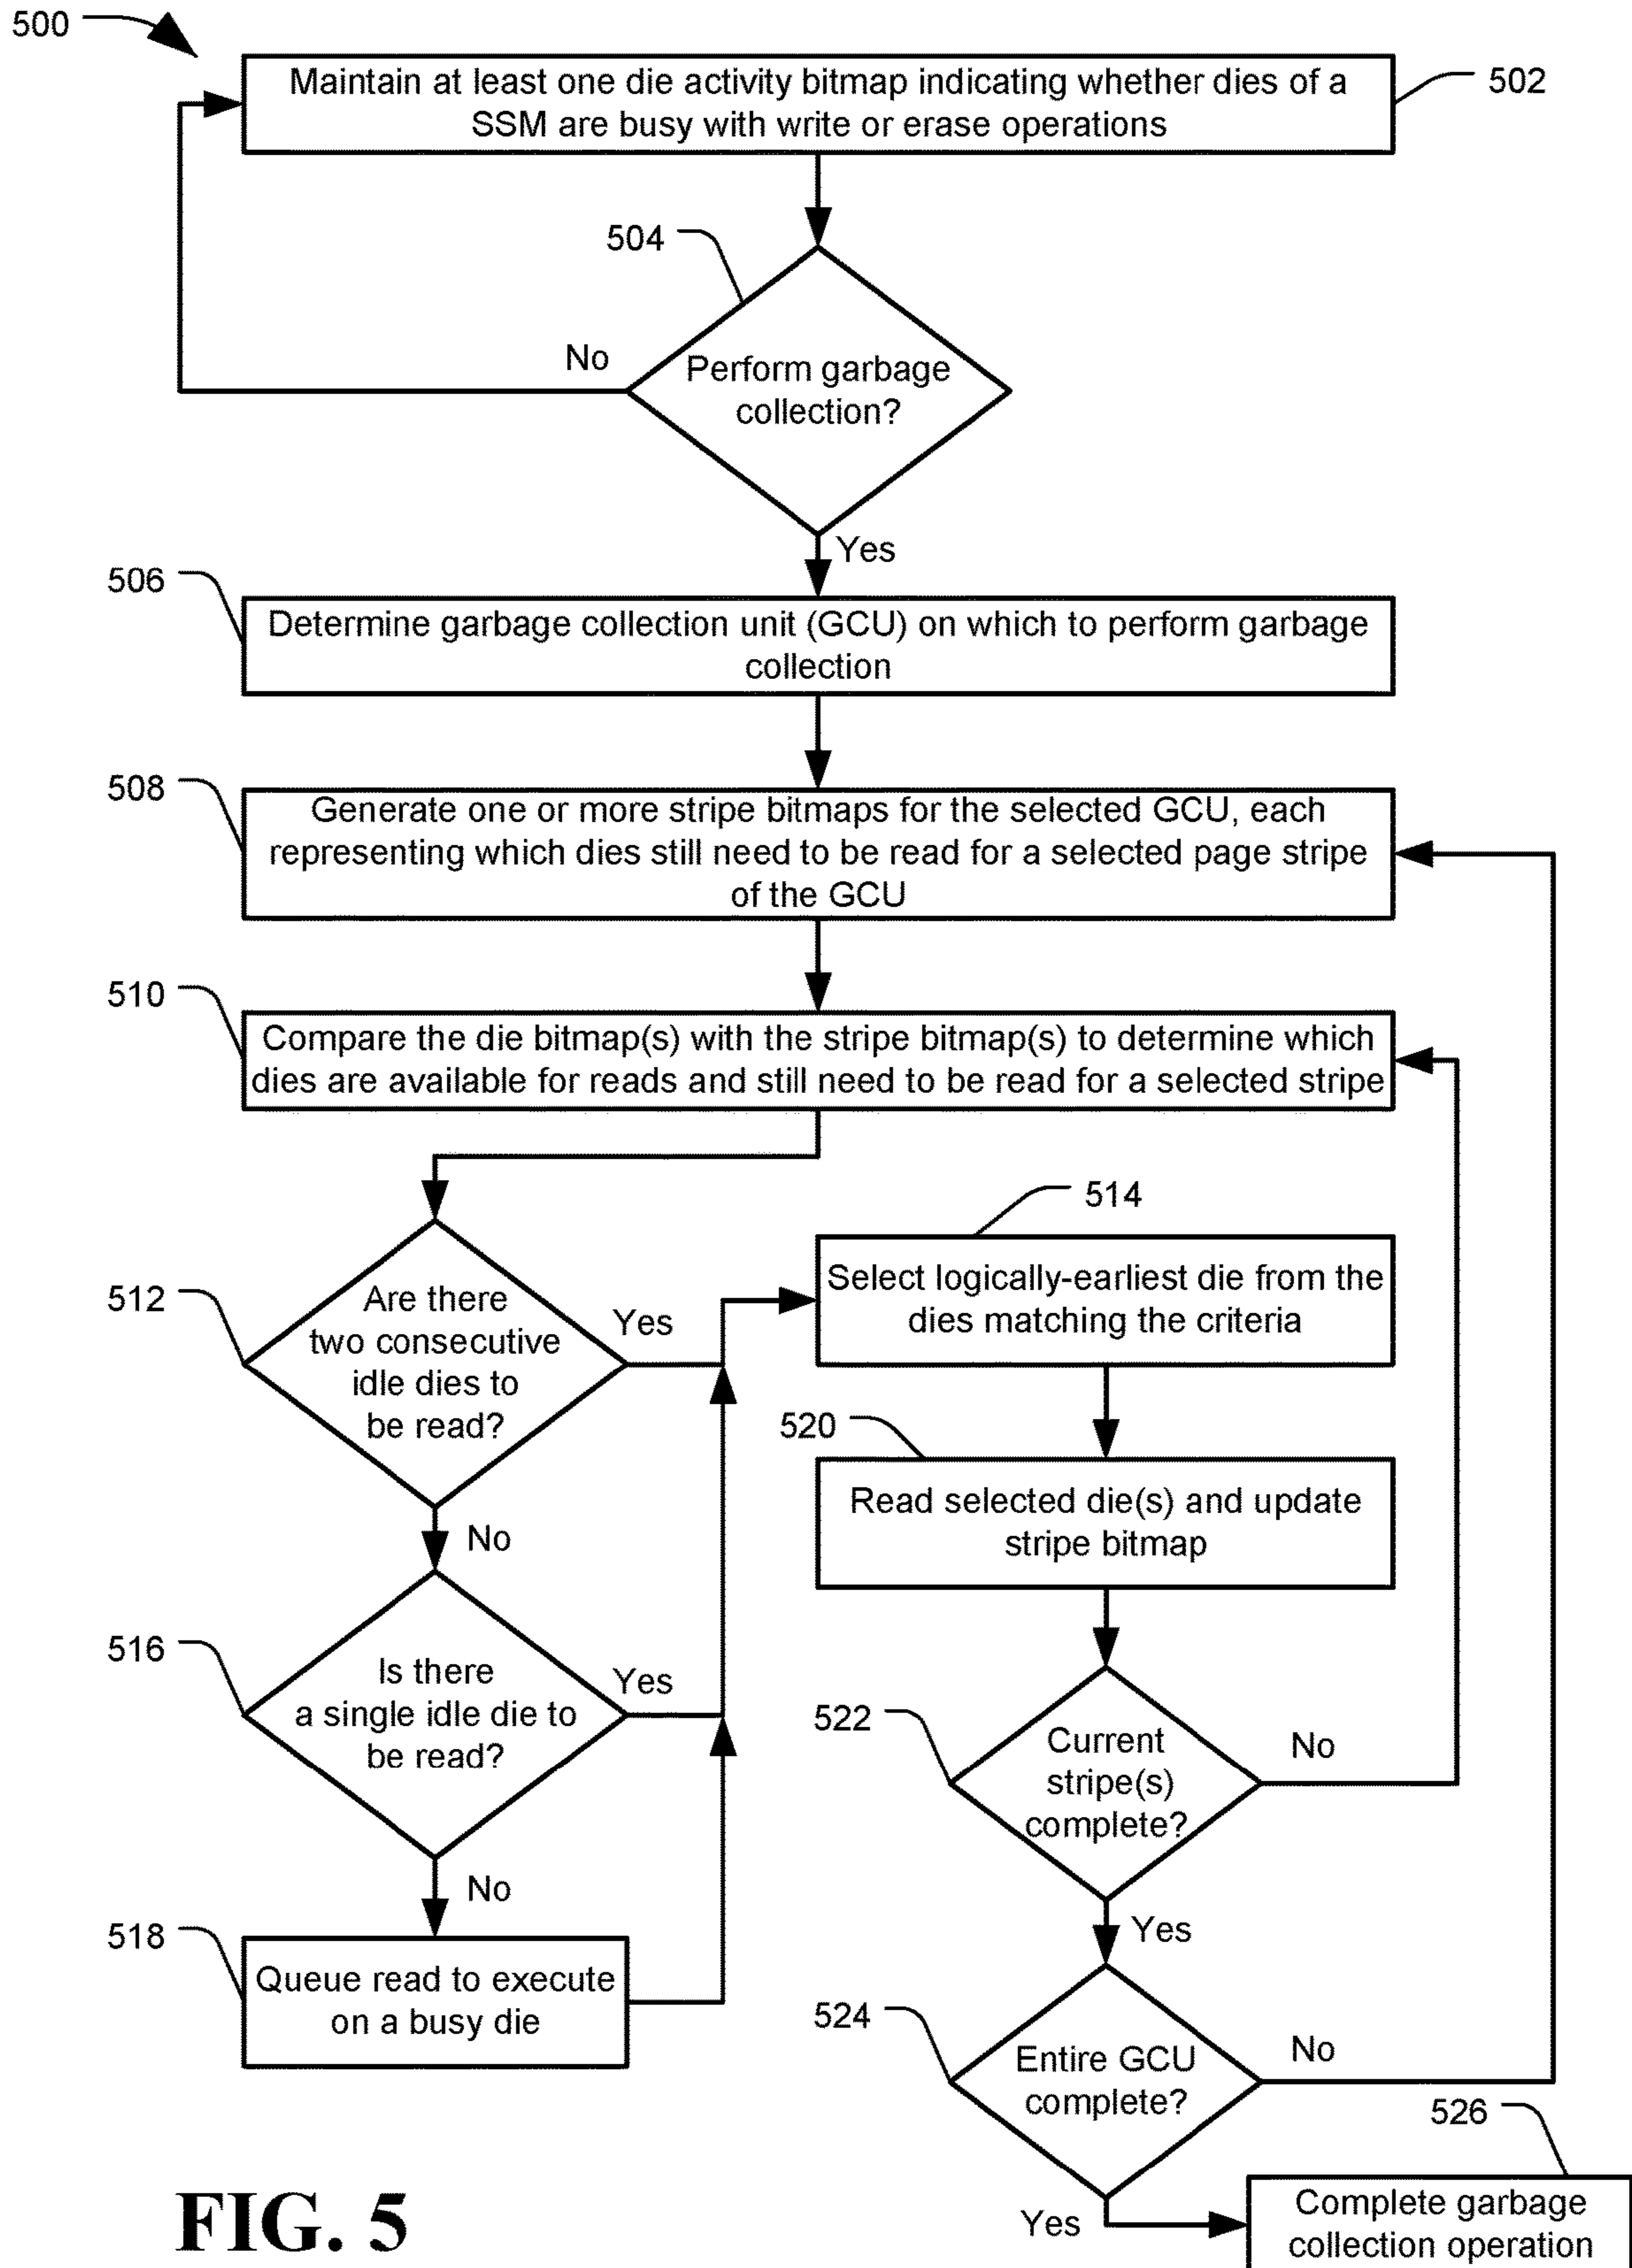 500
Maintain at least one die activity bitmap indicating whether dies of a
SSM are busy with write or erase operations
502
504
No
Perform garbage
collection?
Yes
506
Determine garbage collection unit (GCU) on which to perform garbage
collection
508
Generate one or more stripe bitmaps for the selected GCU, each
representing which dies still need to be read for a selected page stripe
of the GCU
510
Compare the die bitmap(s) with the stripe bitmap(s) to determine which
dies are available for reads and still need to be read for a selected stripe
512
Are there
two consecutive
idle dies to
be read?
Yes
No
514
Select logically-earliest die from the
dies matching the criteria
516
Is there
a single idle die to
be read?
Yes
No
518
Queue read to execute
on a busy die
520
Read selected die(s) and update
stripe bitmap
522
Current
stripe(s)
complete?
No
Yes
524
Entire GCU
complete?
No
Yes
526
Complete garbage
collection operation
FIG. 5